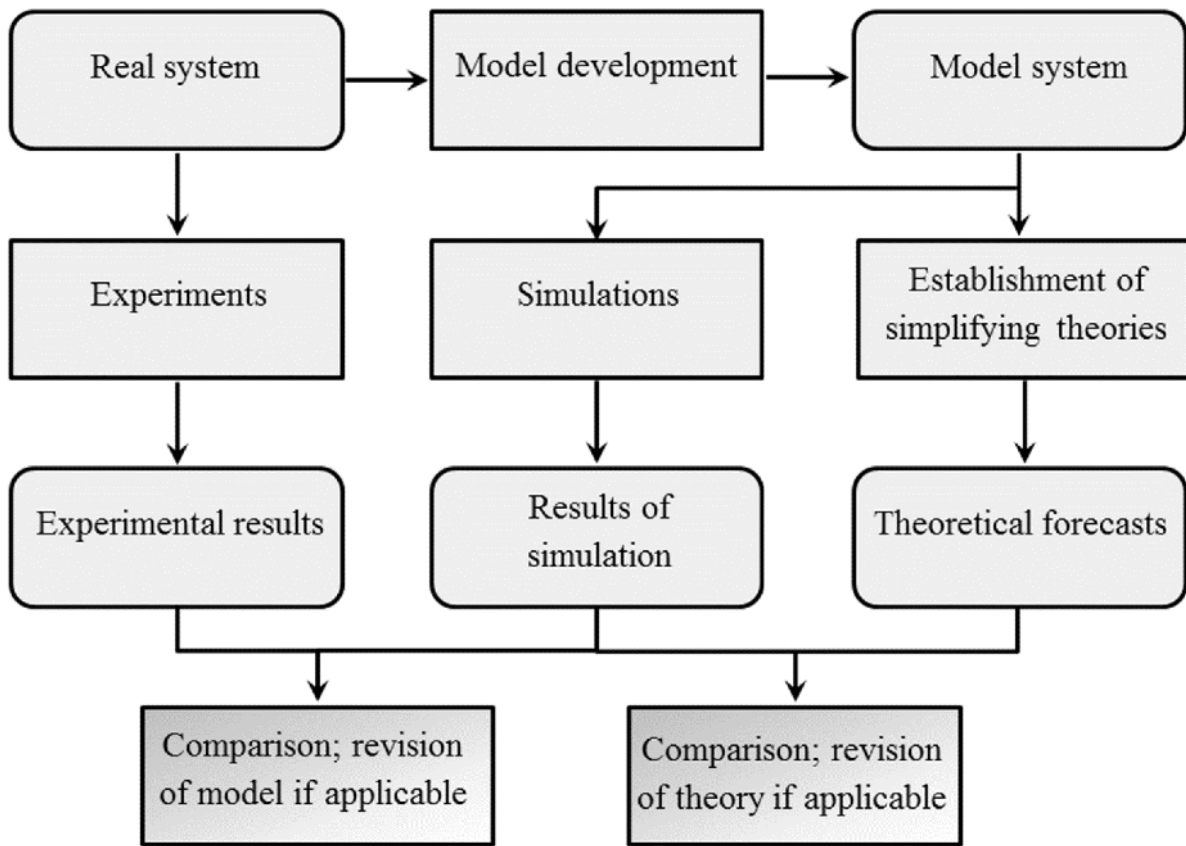 Real system
Model development
Model system
Experiments
Simulations
Establishment of
simplifying theories
Experimental results
Results of
simulation
Theoretical forecasts
Comparison; revision
of model if applicable
Comparison; revision
of theory if applicable